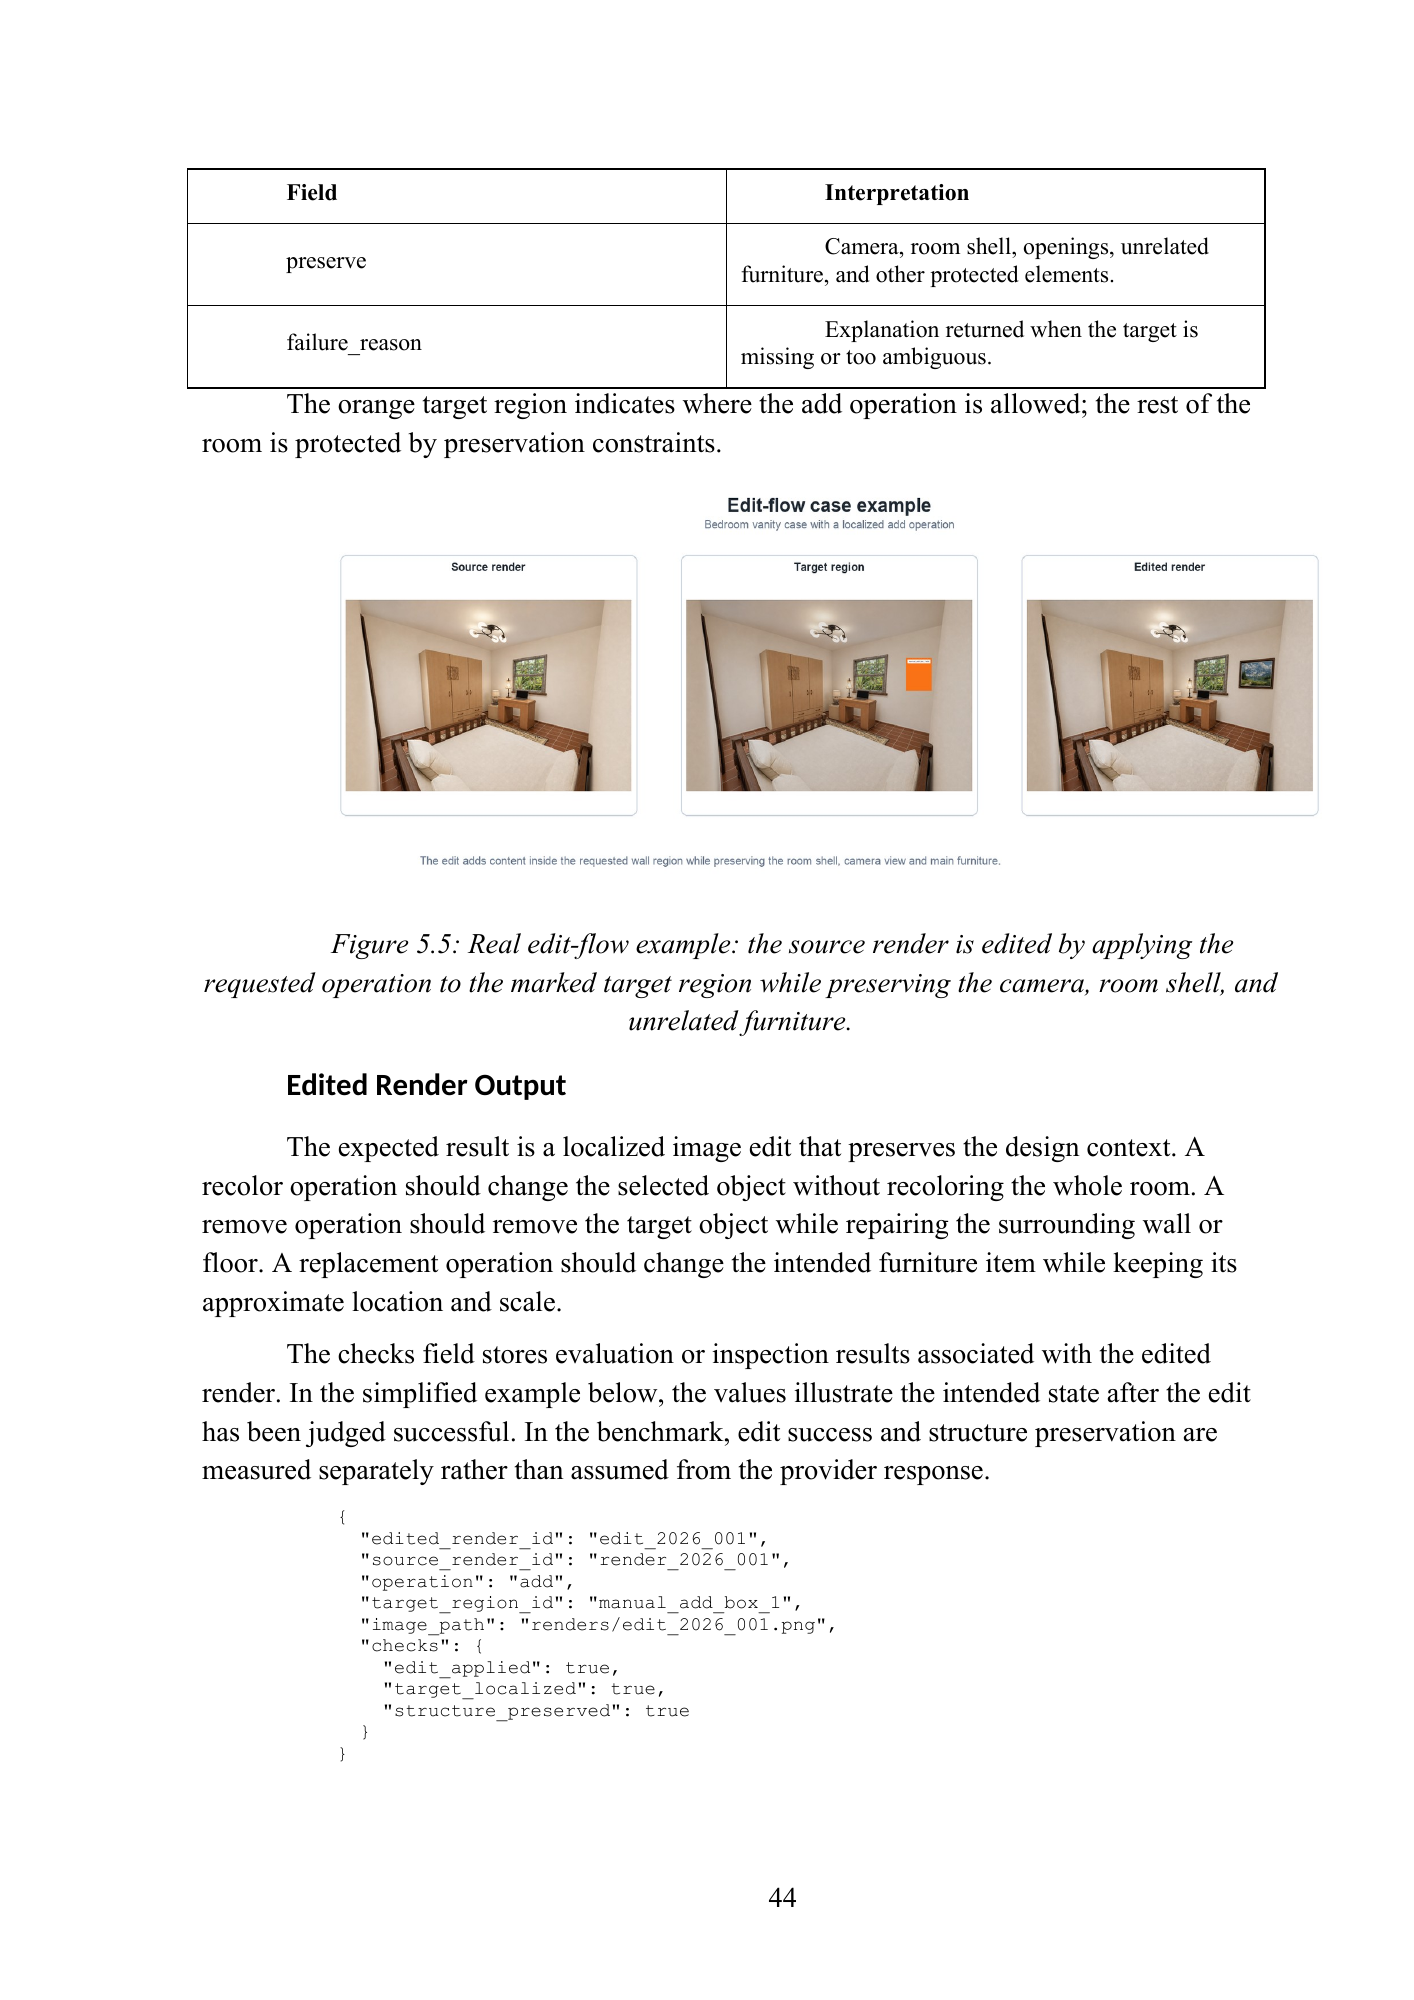 Field
Interpretation
preserve
Camera, room shell, openings, unrelated
furniture, and other protected elements.
failure_reason
Explanation returned when the target is
missing or too ambiguous.
The orange target region indicates where the add operation is allowed; the rest of the
room is protected by preservation constraints.
Edit-flow case example
Bedroom vanity case with a localized add operation
Source render
Target region
Edited render
The edit adds content inside the requested wall region while preserving the room shell, camera view and main furniture.
Figure 5.5: Real edit-flow example: the source render is edited by applying the
requested operation to the marked target region while preserving the camera, room shell, and
unrelated furniture.
Edited Render Output
The expected result is a localized image edit that preserves the design context. A
recolor operation should change the selected object without recoloring the whole room. A
remove operation should remove the target object while repairing the surrounding wall or
floor. A replacement operation should change the intended furniture item while keeping its
approximate location and scale.
The checks field stores evaluation or inspection results associated with the edited
render. In the simplified example below, the values illustrate the intended state after the edit
has been judged successful. In the benchmark, edit success and structure preservation are
measured separately rather than assumed from the provider response.
{
"edited_render_id": "edit_2026_001",
"source_render_id": "render_2026_001",
"operation": "add",
"target_region_id": "manual_add_box_1",
"image_path": "renders/edit_2026_001.png",
"checks": {
"edit_applied": true,
"target_localized": true,
"structure_preserved": true
}
}
44